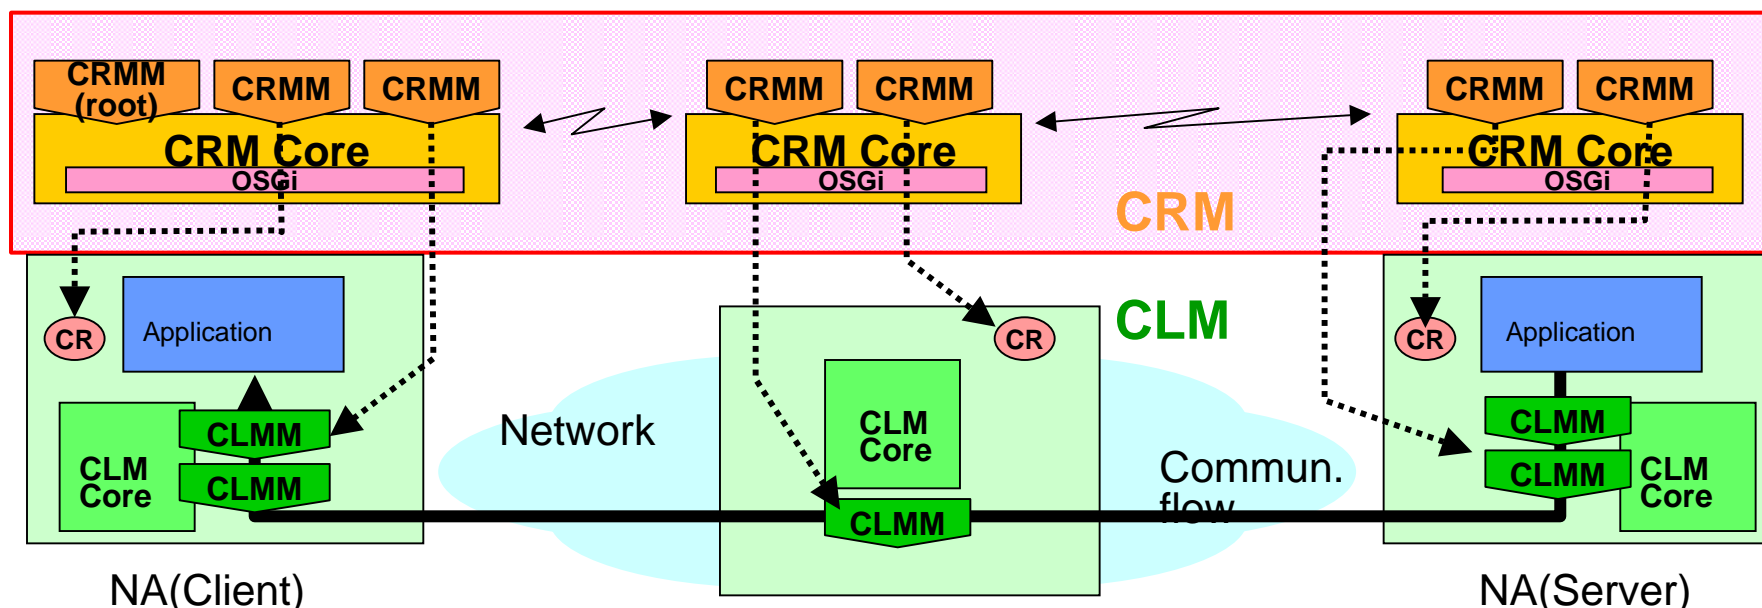 CRMM
(root)
CRMM
CRMM
CRM Core
OSGi
CRMM
CRMM
CRM Core
OSGi
CRMM
CRMM
CRM Core
OSGi
CRM
CLM
CR
Application
CLMM
CLMM
CLM
Core
Network
CR
CLM
Core
CLMM
Commun.
flow
CR
Application
CLMM
CLMM
CLM
Core
NA(Client)
NA(Server)